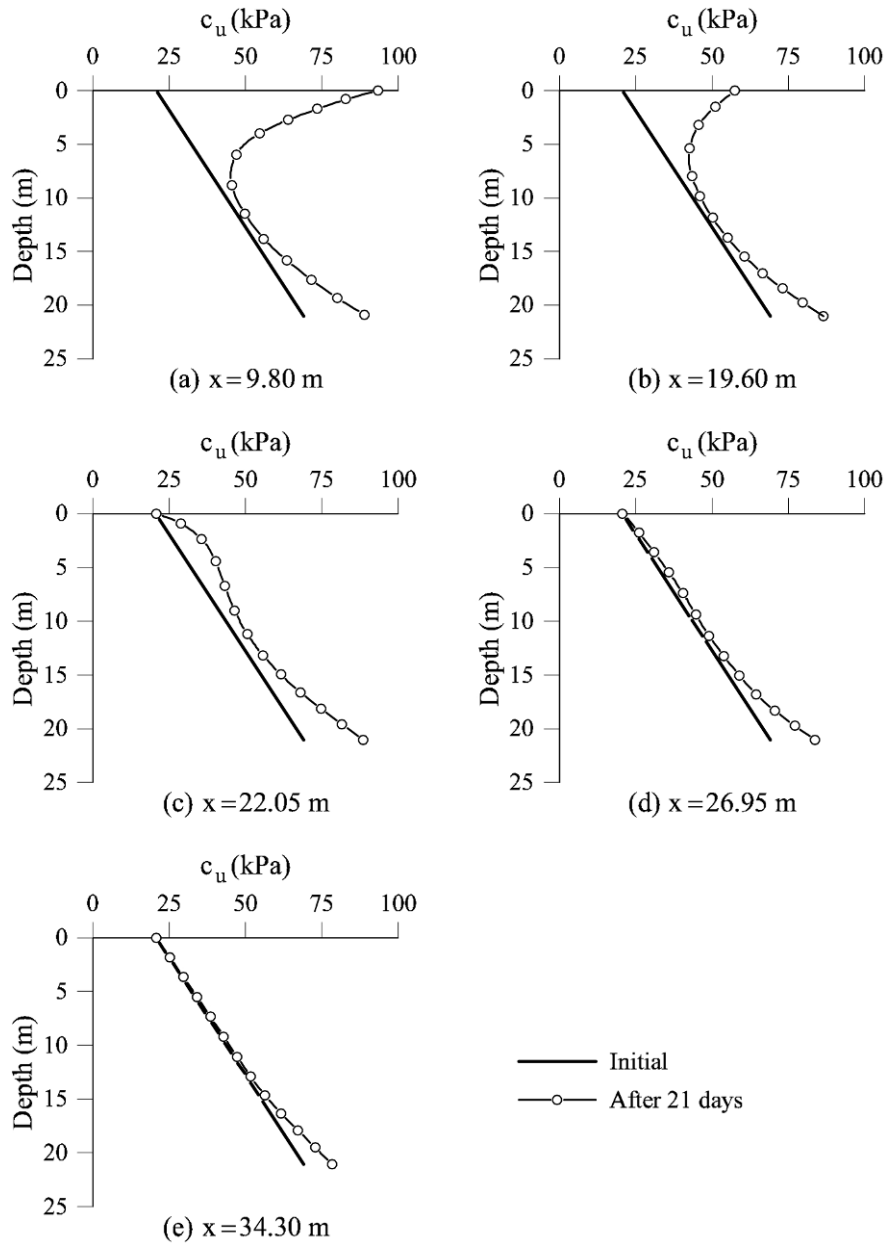 c_u (kPa) c_u (kPa)
0 25 50 75 100 0 25 50 75 100
0 0
5 5
10 10
15 15
20 20
25 25
Depth (m) Depth (m)
(a) x=9.80 m (b) x=19.60 m
c_u (kPa) c_u (kPa)
0 25 50 75 100 0 25 50 75 100
0 0
5 5
10 10
15 15
20 20
25 25
Depth (m) Depth (m)
(c) x=22.05 m (d) x=26.95 m
c_u (kPa)
0 25 50 75 100
0
5
10
15
20
25
Depth (m)
Initial
After 21 days
(e) x=34.30 m